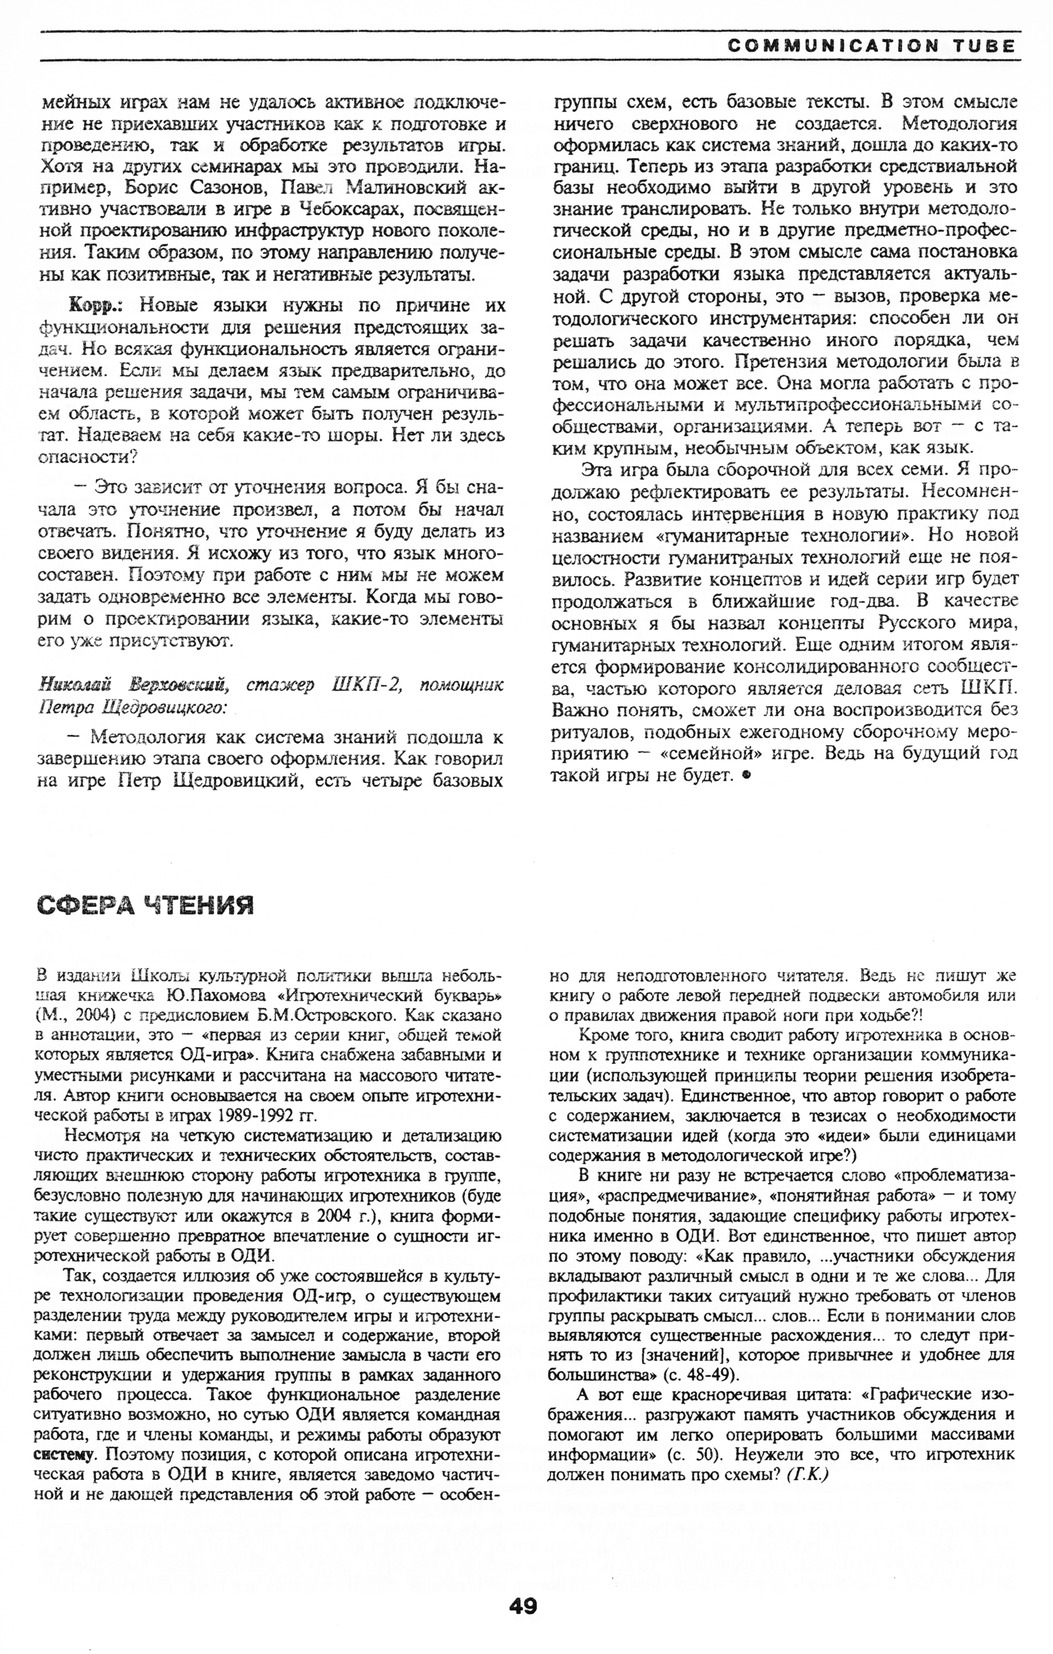 COMMUNICATION TUBE
мейных играх нам не удалось активное подключе-
ние не приехавших участников как к подготовке и
проведению, так и обработке результатов игры.
Хотя на других семинарах мы это проводили. На-
пример, Борис Сазонов, Павел Малиновский ак-
тивно участвовали в игре в Чебоксарах, посвящен-
ной проектированию инфраструктур нового поколе-
ния. Таким образом, по этому направлению получе-
ны как позитивные, так и негативные результаты.
Корр.: Новые языки нужны по причине их
функциональности для решения предстоящих за-
дач. Но всякая функциональность является ограни-
чением. Если мы делаем язык предварительно, до
начала решения задачи, мы тем самым ограничива-
ем область, в которой может быть получен резуль-
тат. Надеваем на себя какие-то шоры. Нет ли здесь
опасности?
— Это зависит от уточнения вопроса. Я бы сна-
чала это уточнение произвел, а потом бы начал
отвечать. Понятно, что уточнение я буду делать из
своего видения. Я исхожу из того, что язык много-
составен. Поэтому при работе с ним мы не можем
задать одновременно все элементы. Когда мы гово-
рим о проектировании языка, какие-то элементы
его уже присутствуют.
Николай Верховский, стажер ШКП-2, помощник
Петра Щедровицкого:
— Методология как система знаний подошла к
завершению этапа своего оформления. Как говорил
на игре Петр Щедровицкий, есть четыре базовых
группы схем, есть базовые тексты. В этом смысле
ничего сверхнового не создается. Методология
оформилась как система знаний, дошла до каких-то
границ. Теперь из этапа разработки средствиальной
базы необходимо выйти в другой уровень и это
знание транслировать. Не только внутри методоло-
гической среды, но и в другие предметно-профес-
сиональные среды. В этом смысле сама постановка
задачи разработки языка представляется актуаль-
ной. С другой стороны, это — вызов, проверка ме-
тодологического инструментария: способен ли он
решать задачи качественно иного порядка, чем
решались до этого. Претензия методологии была в
том, что она может все. Она могла работать с про-
фессиональными и мультипрофессиональными со-
обществами, организациями. А теперь вот — с та-
ким крупным, необычным объектом, как язык.
Эта игра была сборочной для всех семи. Я про-
должаю рефлектировать ее результаты. Несомнен-
но, состоялась интервенция в новую практику под
названием «гуманитарные технологии». Но новой
целостности гуманитраных технологий еще не поя-
вилось. Развитие концептов и идей серии игр будет
продолжаться в ближайшие год-два. В качестве
основных я бы назвал концепты Русского мира,
гуманитарных технологий. Еще одним итогом явля-
ется формирование консолидированного сообщест-
ва, частью которого является деловая сеть ШКП.
Важно понять, сможет ли она воспроизводится без
ритуалов, подобных ежегодному сборочному меро-
приятию — «семейной» игре. Ведь на будущий год
такой игры не будет. •
СФЕРА ЧТЕНИЯ
В издании Школы культурной политики вышла неболь-
шая книжечка Ю.Пахомова «Игротехнический букварь»
(М., 2004) с предисловием Б.М.Островского. Как сказано
в аннотации, это — «первая из серии книг, общей темой
которых является ОД-игра». Книга снабжена забавными и
уместными рисунками и рассчитана на массового читате-
ля. Автор книги основывается на своем опыте игротехни-
ческой работы в играх 1989-1992 гг.
Несмотря на четкую систематизацию и детализацию
чисто практических и технических обстоятельств, состав-
ляющих внешнюю сторону работы игротехника в группе,
безусловно полезную для начинающих игротехников (буде
такие существуют или окажутся в 2004 г.), книга форми-
рует совершенно превратное впечатление о сущности иг-
ротехнической работы в ОДИ.
Так, создается иллюзия об уже состоявшейся в культу-
ре технологизации проведения ОД-игр, о существующем
разделении труда между руководителем игры и игротехни-
ками: первый отвечает за замысел и содержание, второй
должен лишь обеспечить выполнение замысла в части его
реконструкции и удержания группы в рамках заданного
рабочего процесса. Такое функциональное разделение
ситуативно возможно, но сутью ОДИ является командная
работа, где и члены команды, и режимы работы образуют
систему. Поэтому позиция, с которой описана игротехни-
ческая работа в ОДИ в книге, является заведомо частич-
ной и не дающей представления об этой работе — особен-
но для неподготовленного читателя. Ведь не пишут же
книгу о работе левой передней подвески автомобиля или
о правилах движения правой ноги при ходьбе?!
Кроме того, книга сводит работу игротехника в основ-
ном к группотехнике и технике организации коммуника-
ции (использующей принципы теории решения изобрета-
тельских задач). Единственное, что автор говорит о работе
с содержанием, заключается в тезисах о необходимости
систематизации идей (когда это «идеи» были единицами
содержания в методологической игре?)
В книге ни разу не встречается слово «проблематиза-
ция», «распредмечивание», «понятийная работа» — и тому
подобные понятия, задающие специфику работы игротех-
ника именно в ОДИ. Вот единственное, что пишет автор
по этому поводу: «Как правило, ...участники обсуждения
вкладывают различный смысл в одни и те же слова... Для
профилактики таких ситуаций нужно требовать от членов
группы раскрывать смысл... слов... Если в понимании слов
выявляются существенные расхождения... то следут при-
нять то из [значений], которое привычнее и удобнее для
большинства» (с. 48-49).
А вот еще красноречивая цитата: «Графические изо-
бражения... разгружают память участников обсуждения и
помогают им легко оперировать большими массивами
информации» (с. 50). Неужели это все, что игротехник
должен понимать про схемы? (Г.К.)
49